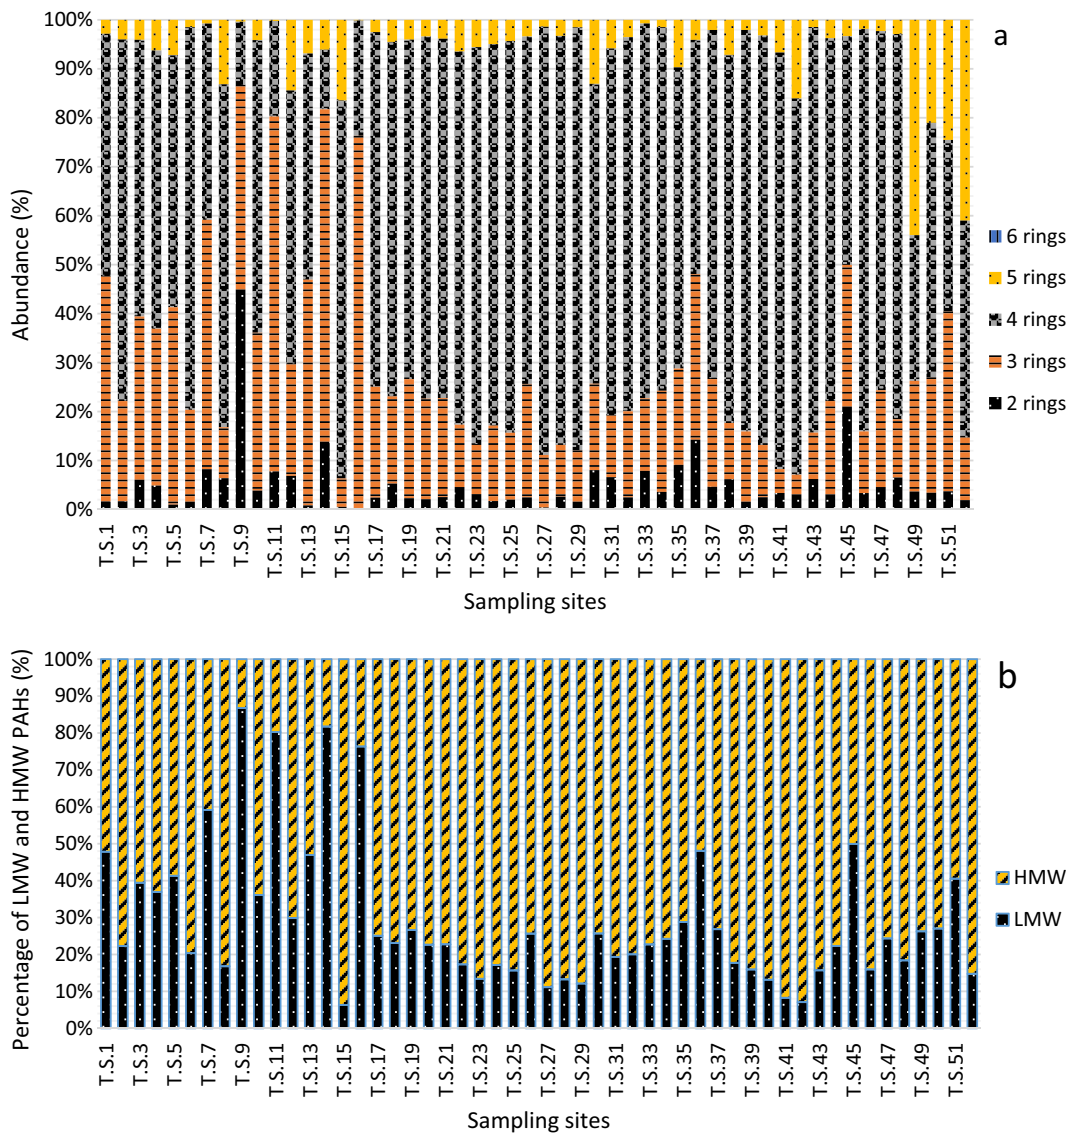 a
100%
90%
80%
70%
60%
50%
40%
30%
20%
10%
0%
Abundance (%)
6 rings
5 rings
4 rings
3 rings
2 rings
T.S.1
T.S.3
T.S.5
T.S.7
T.S.9
T.S.11
T.S.13
T.S.15
T.S.17
T.S.19
T.S.21
T.S.23
T.S.25
T.S.27
T.S.29
T.S.31
T.S.33
T.S.35
T.S.37
T.S.39
T.S.41
T.S.43
T.S.45
T.S.47
T.S.49
T.S.51
Sampling sites
b
100%
90%
80%
70%
60%
50%
40%
30%
20%
10%
0%
Percentage of LMW and HMW PAHs (%)
HMW
LMW
T.S.1
T.S.3
T.S.5
T.S.7
T.S.9
T.S.11
T.S.13
T.S.15
T.S.17
T.S.19
T.S.21
T.S.23
T.S.25
T.S.27
T.S.29
T.S.31
T.S.33
T.S.35
T.S.37
T.S.39
T.S.41
T.S.43
T.S.45
T.S.47
T.S.49
T.S.51
Sampling sites